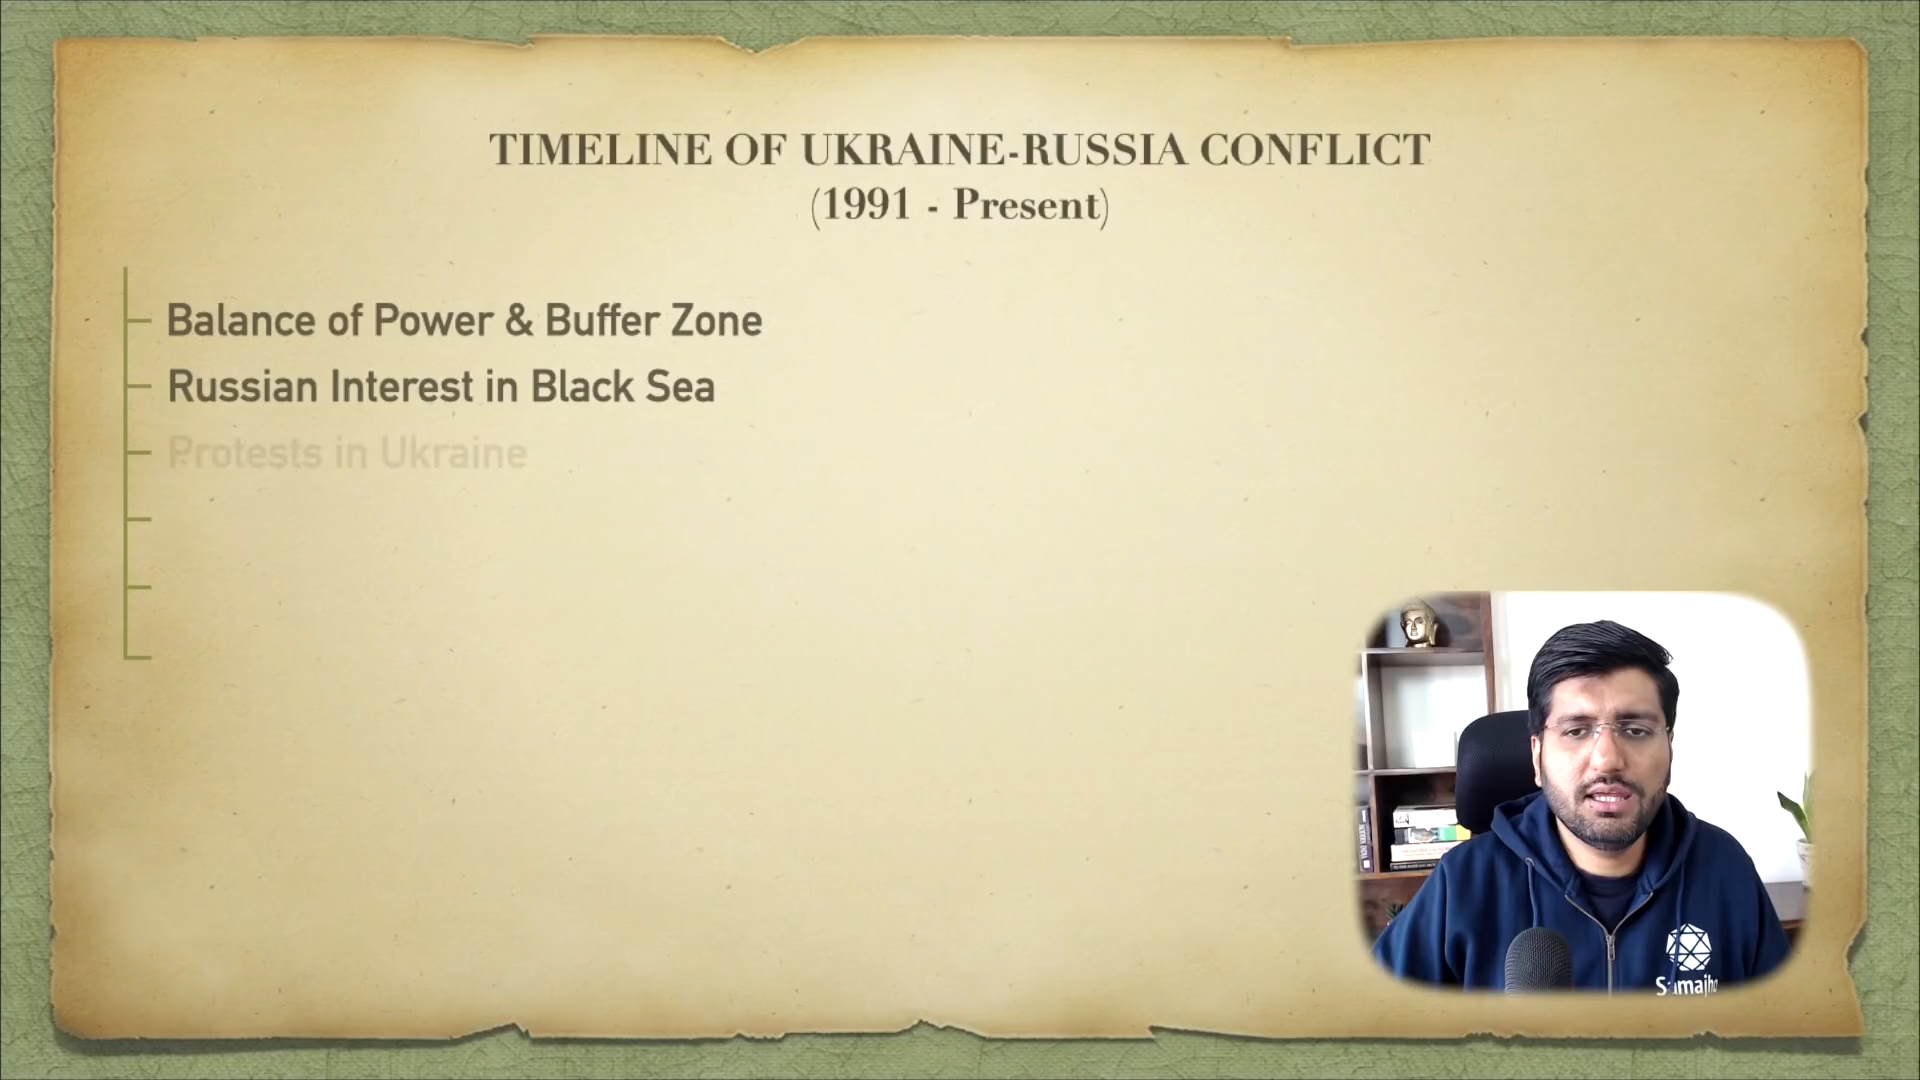 TIMELINE OF UKRAINE-RUSSIA CONFLICT
(1991 - Present)
Balance of Power & Buffer Zone
Russian Interest in Black Sea
Protests in Ukraine